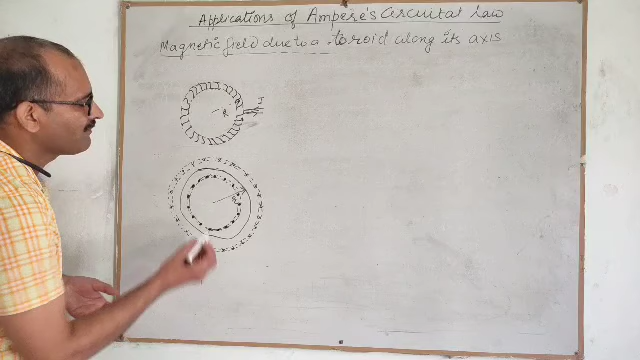 Applications of Ampere's Circuital Law
Magnetic field due to a toroid along its axis
R
I